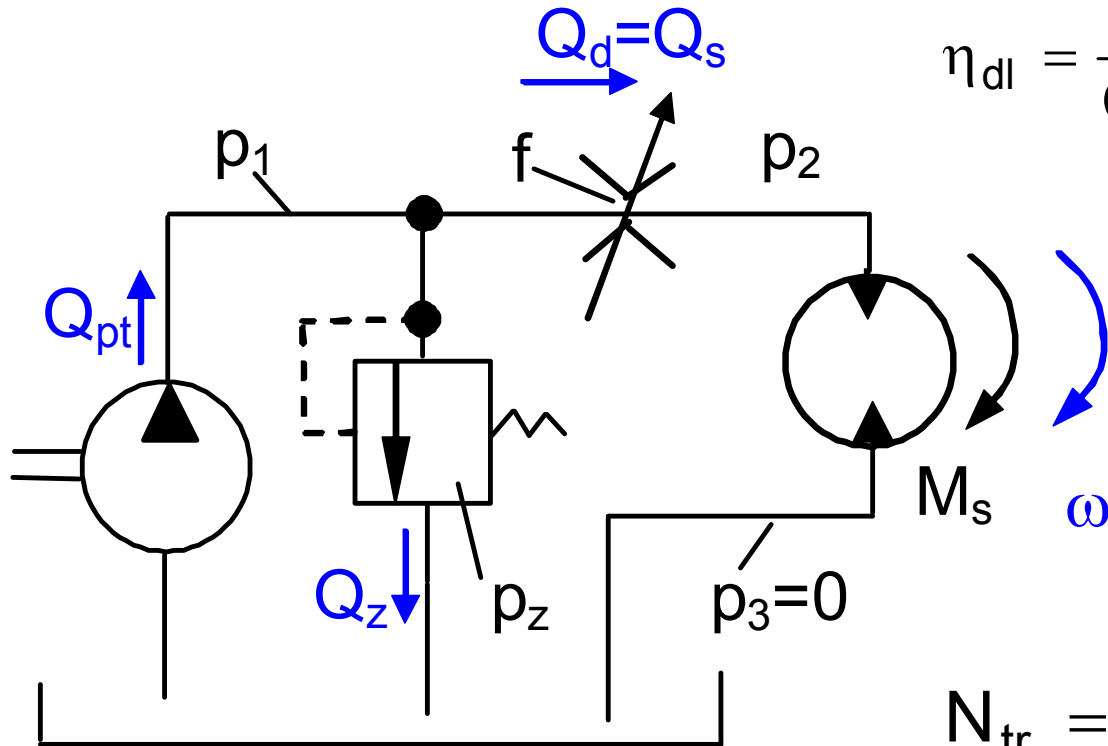 Q_d=Q_s
η_dl =
p_1
f
p_2
Q_pt
M_s
ω
Q_z
p_z
p_3=0
N_tr =